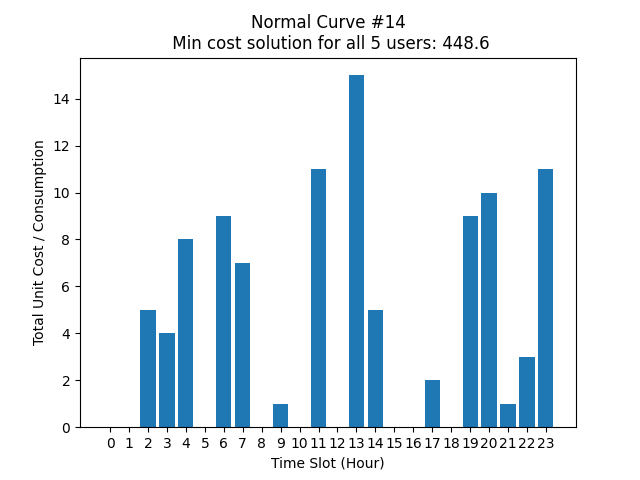 Normal Curve #14
Min cost solution for all 5 users: 448.6
Total Unit Cost / Consumption
14
12
10
8
6
4
2
0
0 1 2 3 4 5 6 7 8 9 10 11 12 13 14 15 16 17 18 19 20 21 22 23
Time Slot (Hour)